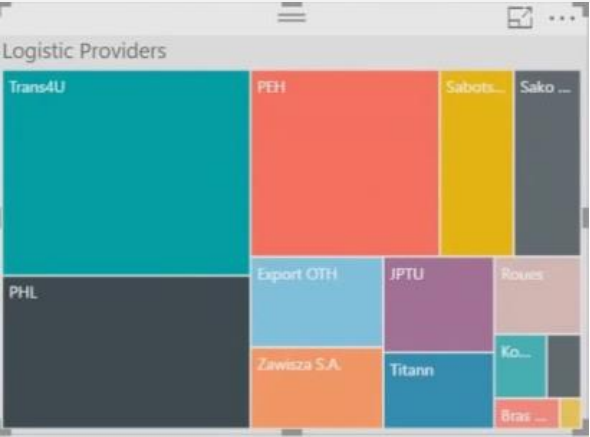 Logistic Providers
Trans4U
PEH
Sabots...
Sako ...
PHL
Export OTH
JPTU
Roues
Zawisza S.A.
Titann
Ko...
Bras ...